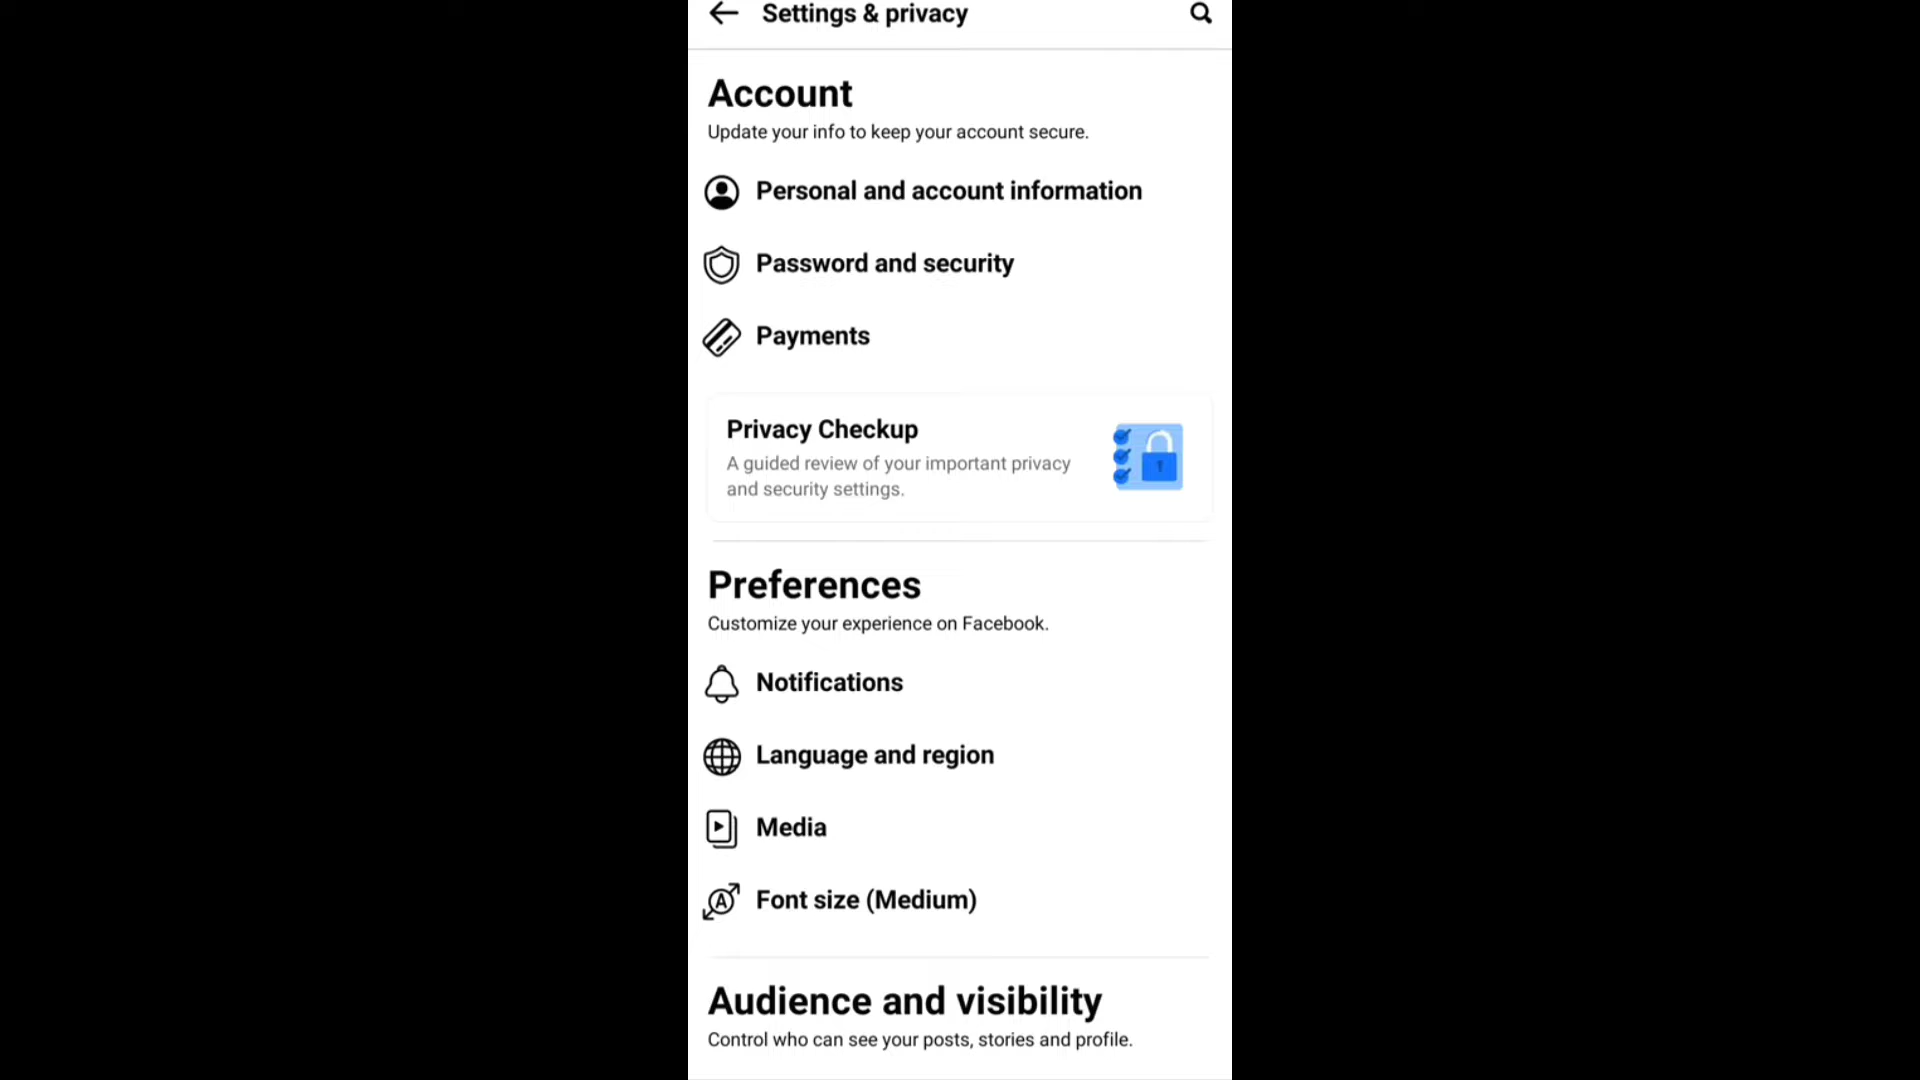 Settings & privacy
Account
Update your info to keep your account secure.
Personal and account information
Password and security
Payments
Privacy Checkup
A guided review of your important privacy
and security settings.
Preferences
Customize your experience on Facebook.
Notifications
Language and region
Media
Font size (Medium)
Audience and visibility
Control who can see your posts, stories and profile.